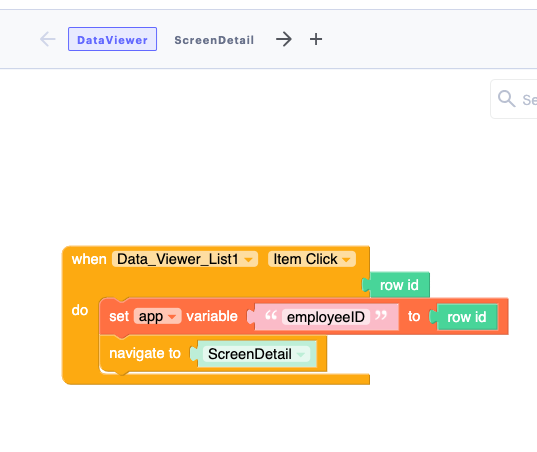 DataViewer ScreenDetail
Se
when Data_Viewer_List1 Item Click
row id
do set app variable “ employeeID ” to row id
navigate to ScreenDetail